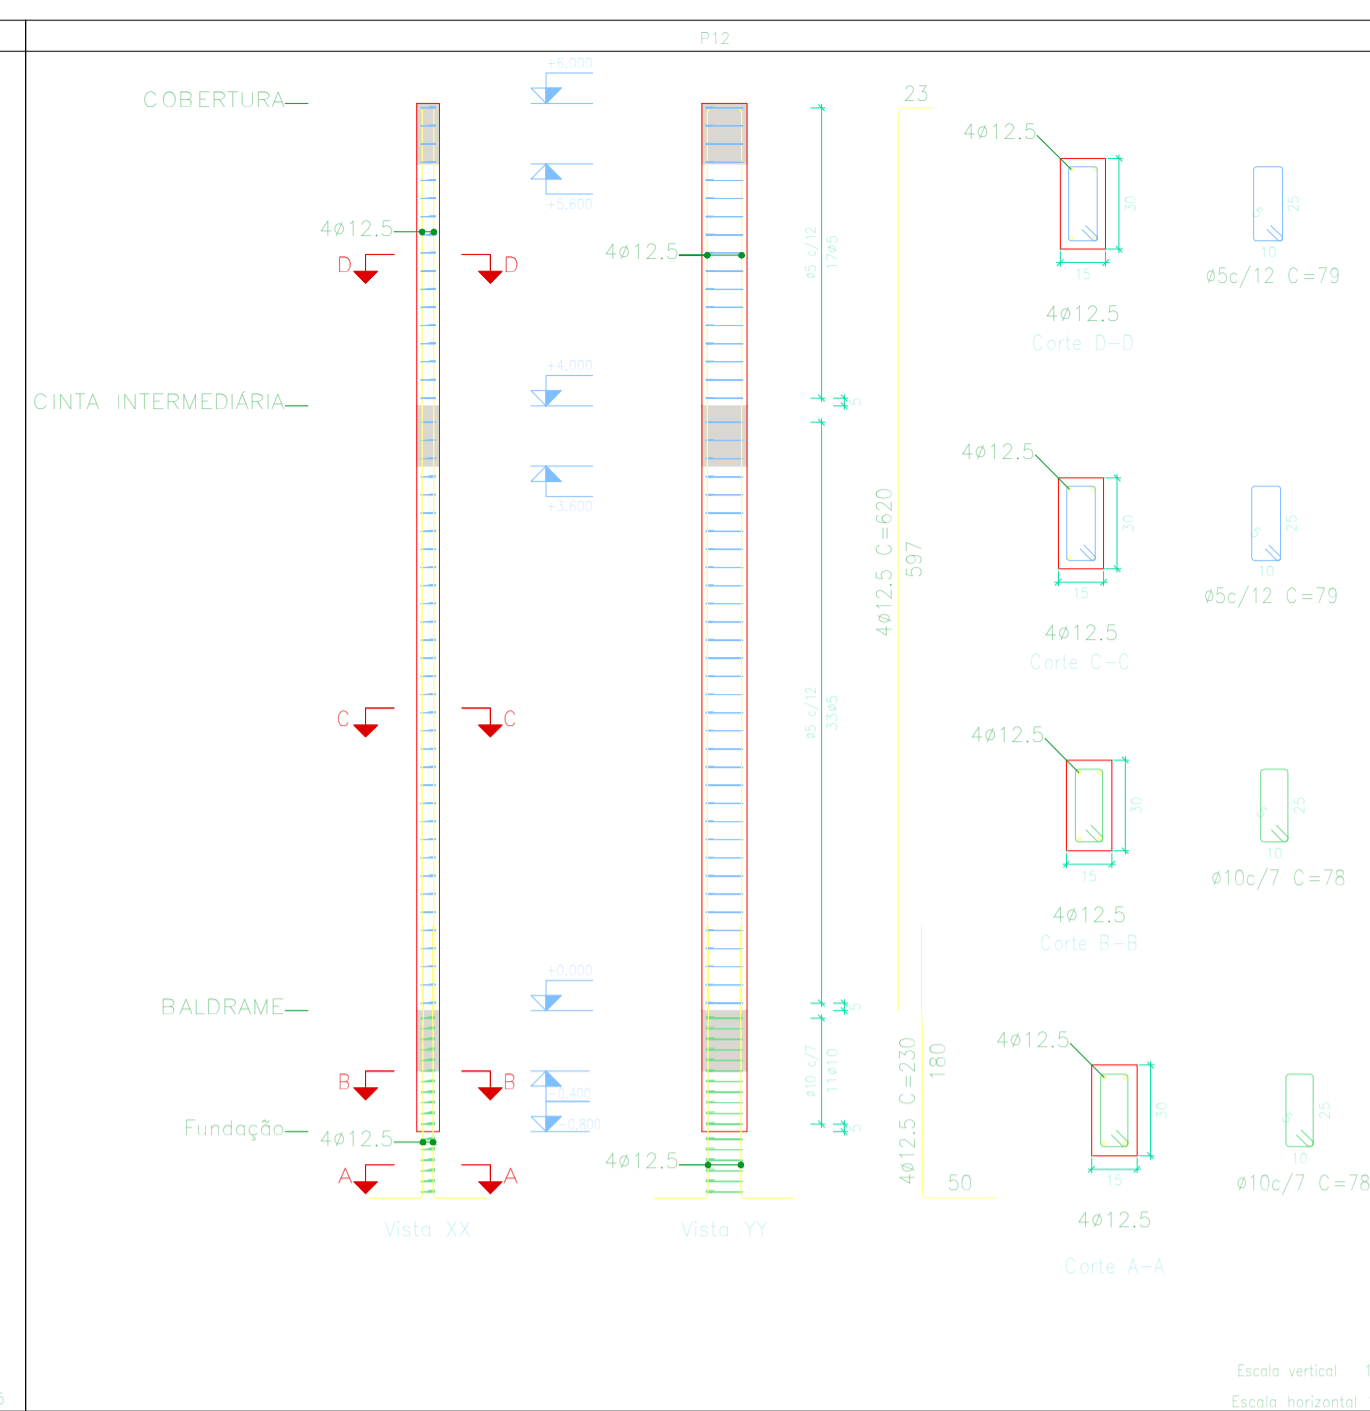 P12
+6,000
COBERTURA
23
4ø12.5
+5,600
4ø12.5
4ø12.5
D
D
ø5 c/12
17ø5
30
15
4ø12.5
Corte D-D
5
25
10
ø5c/12 C=79
+4,000
CINTA INTERMEDIÁRIA
5
+3,600
4ø12.5 C=620
597
4ø12.5
30
15
4ø12.5
Corte C-C
5
25
10
ø5c/12 C=79
C
C
ø5 c/12
33ø5
4ø12.5
30
15
4ø12.5
Corte B-B
5
25
10
ø10c/7 C=78
+0,000
BALDRAME
5
ø10 c/7
11ø10
B
B
-0,400
-0,800
Fundação
5
4ø12.5
4ø12.5
A
A
4ø12.5 C=230
180
50
4ø12.5
30
15
4ø12.5
Corte A-A
5
25
10
ø10c/7 C=78
Vista XX
Vista YY
Escala vertical
Escala horizontal